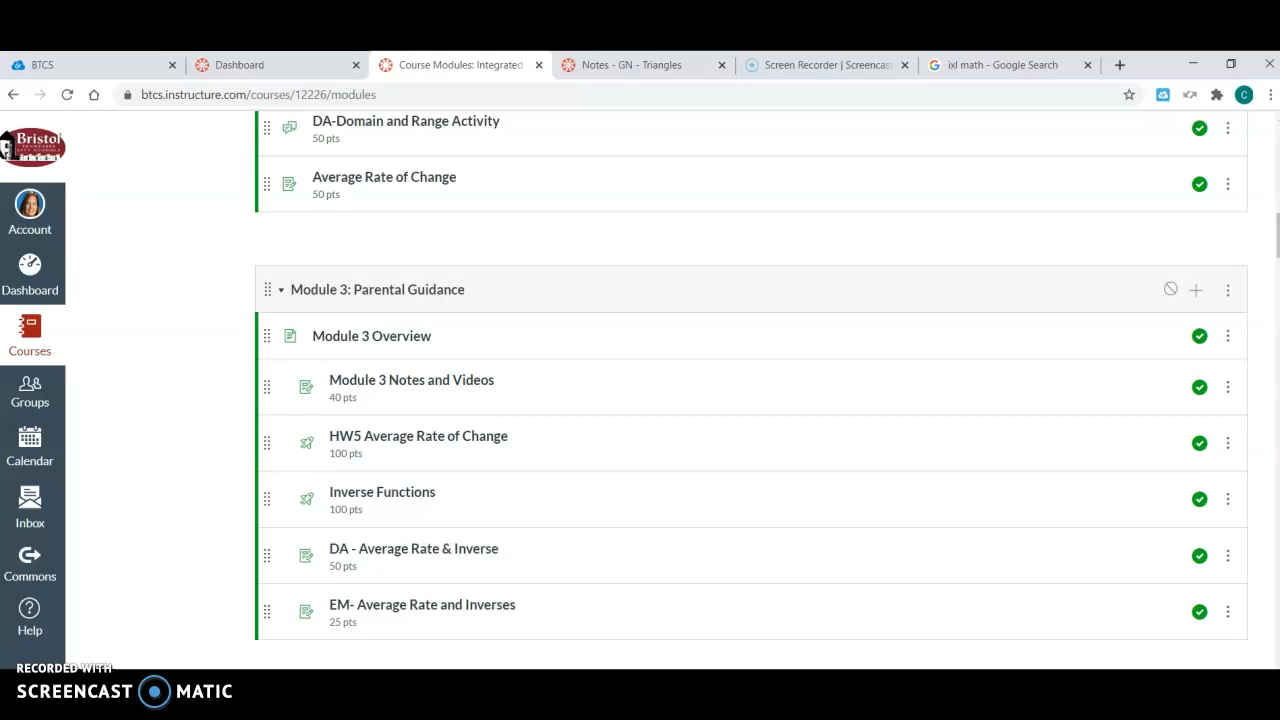 BTCS
Dashboard
Course Modules: Integrated
Notes - GN - Triangles
Screen Recorder | Screencast
ixl math - Google Search
btcs.instructure.com/courses/12226/modules
C
Bristol
Account
Dashboard
Courses
Groups
Calendar
Inbox
Commons
Help
DA-Domain and Range Activity
50 pts
Average Rate of Change
50 pts
Module 3: Parental Guidance
Module 3 Overview
Module 3 Notes and Videos
40 pts
HW5 Average Rate of Change
100 pts
Inverse Functions
100 pts
DA - Average Rate & Inverse
50 pts
EM- Average Rate and Inverses
25 pts
RECORDED WITH
SCREENCAST MATIC